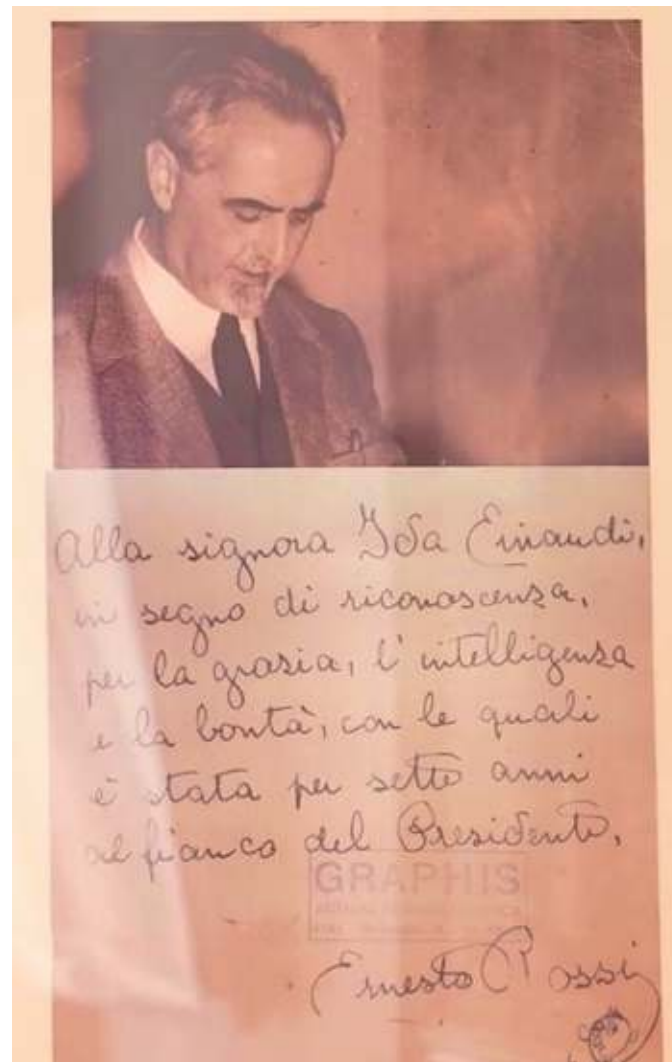 Alla signora Ida Einaudi,
in segno di riconoscenza,
per la grazia, l'intelligenza
e la bontà, con le quali
è stata per sette anni
al fianco del Presidente.
GRAPHIS
Ernesto Rossi